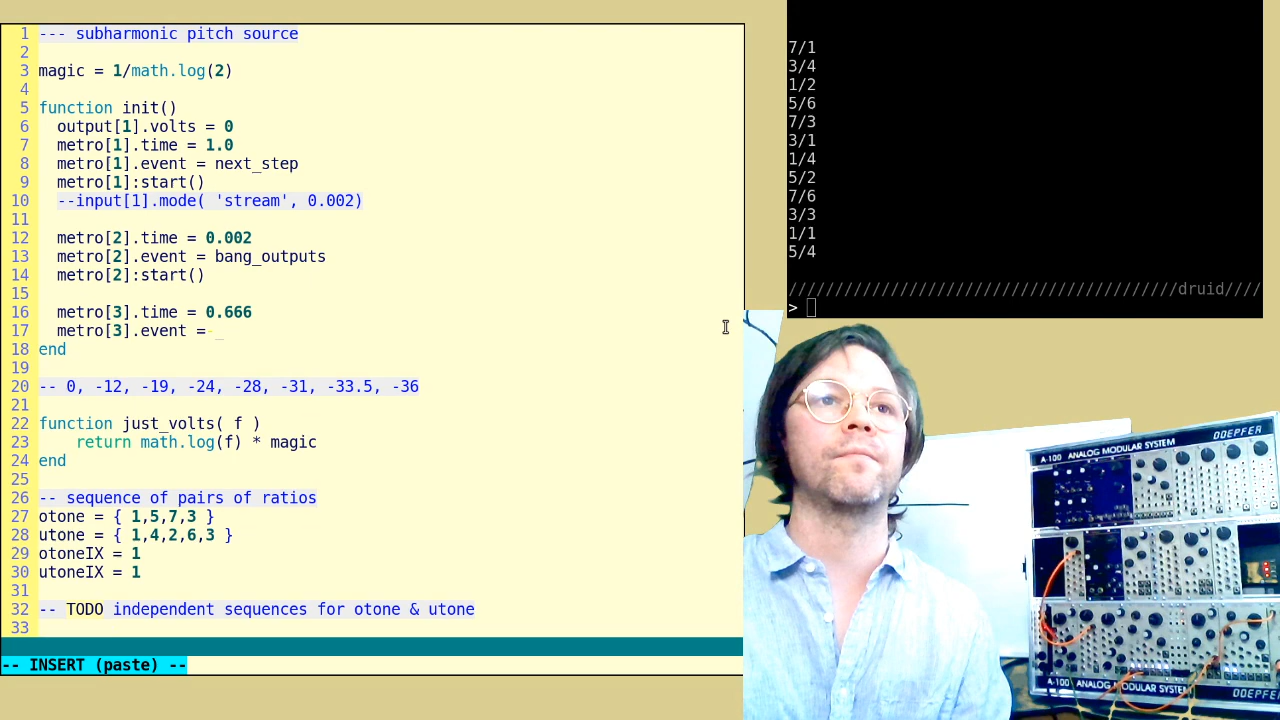 1 --- subharmonic pitch source
2
3 magic = 1/math.log(2)
4
5 function init()
6   output[1].volts = 0
7   metro[1].time = 1.0
8   metro[1].event = next_step
9   metro[1]:start()
10   --input[1].mode( 'stream', 0.002)
11
12   metro[2].time = 0.002
13   metro[2].event = bang_outputs
14   metro[2]:start()
15
16   metro[3].time = 0.666
17   metro[3].event =
18 end
19
20 -- 0, -12, -19, -24, -28, -31, -33.5, -36
21
22 function just_volts( f )
23     return math.log(f) * magic
24 end
25
26 -- sequence of pairs of ratios
27 otone = { 1,5,7,3 }
28 utone = { 1,4,2,6,3 }
29 otoneIX = 1
30 utoneIX = 1
31
32 -- TODO independent sequences for otone & utone
33
-- INSERT (paste) --
7/1
3/4
1/2
5/6
7/3
3/1
1/4
5/2
7/6
3/3
1/1
5/4
//////////////////////////////////////////druid////
>
A-100 ANALOG MODULAR SYSTEM DOEPFER
A-100 ANALOG MODULAR SYSTEM DOEPFER